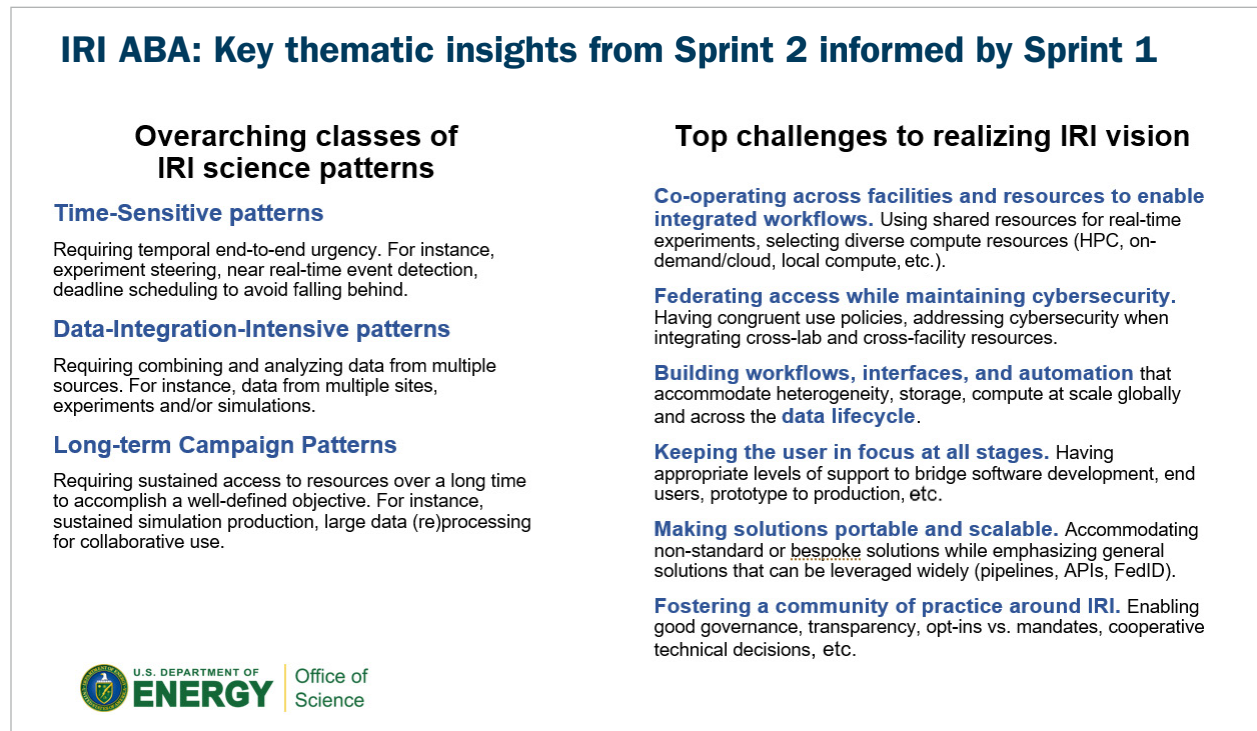 IRI ABA: Key thematic insights from Sprint 2 informed by Sprint 1
Overarching classes of
IRI science patterns
Time-Sensitive patterns
Requiring temporal end-to-end urgency. For instance,
experiment steering, near real-time event detection,
deadline scheduling to avoid falling behind.
Data-Integration-Intensive patterns
Requiring combining and analyzing data from multiple
sources. For instance, data from multiple sites,
experiments and/or simulations.
Long-term Campaign Patterns
Requiring sustained access to resources over a long time
to accomplish a well-defined objective. For instance,
sustained simulation production, large data (re)processing
for collaborative use.
Top challenges to realizing IRI vision
Co-operating across facilities and resources to enable
integrated workflows. Using shared resources for real-time
experiments, selecting diverse compute resources (HPC, on-
demand/cloud, local compute, etc.).
Federating access while maintaining cybersecurity.
Having congruent use policies, addressing cybersecurity when
integrating cross-lab and cross-facility resources.
Building workflows, interfaces, and automation that
accommodate heterogeneity, storage, compute at scale globally
and across the data lifecycle.
Keeping the user in focus at all stages. Having
appropriate levels of support to bridge software development, end
users, prototype to production, etc.
Making solutions portable and scalable. Accommodating
non-standard or bespoke solutions while emphasizing general
solutions that can be leveraged widely (pipelines, APIs, FedID).
Fostering a community of practice around IRI. Enabling
good governance, transparency, opt-ins vs. mandates, cooperative
technical decisions, etc.
U.S. DEPARTMENT OF
ENERGY
Office of
Science